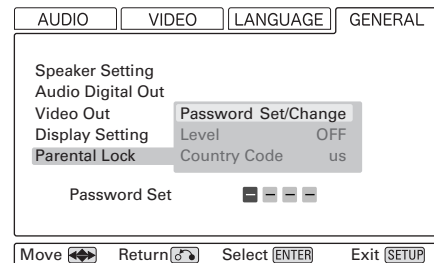 AUDIO VIDEO LANGUAGE GENERAL
Speaker Setting
Audio Digital Out
Video Out Password Set/Change
Display Setting Level OFF
Parental Lock Country Code us
Password Set - - - -
Move Return Select ENTER Exit SETUP